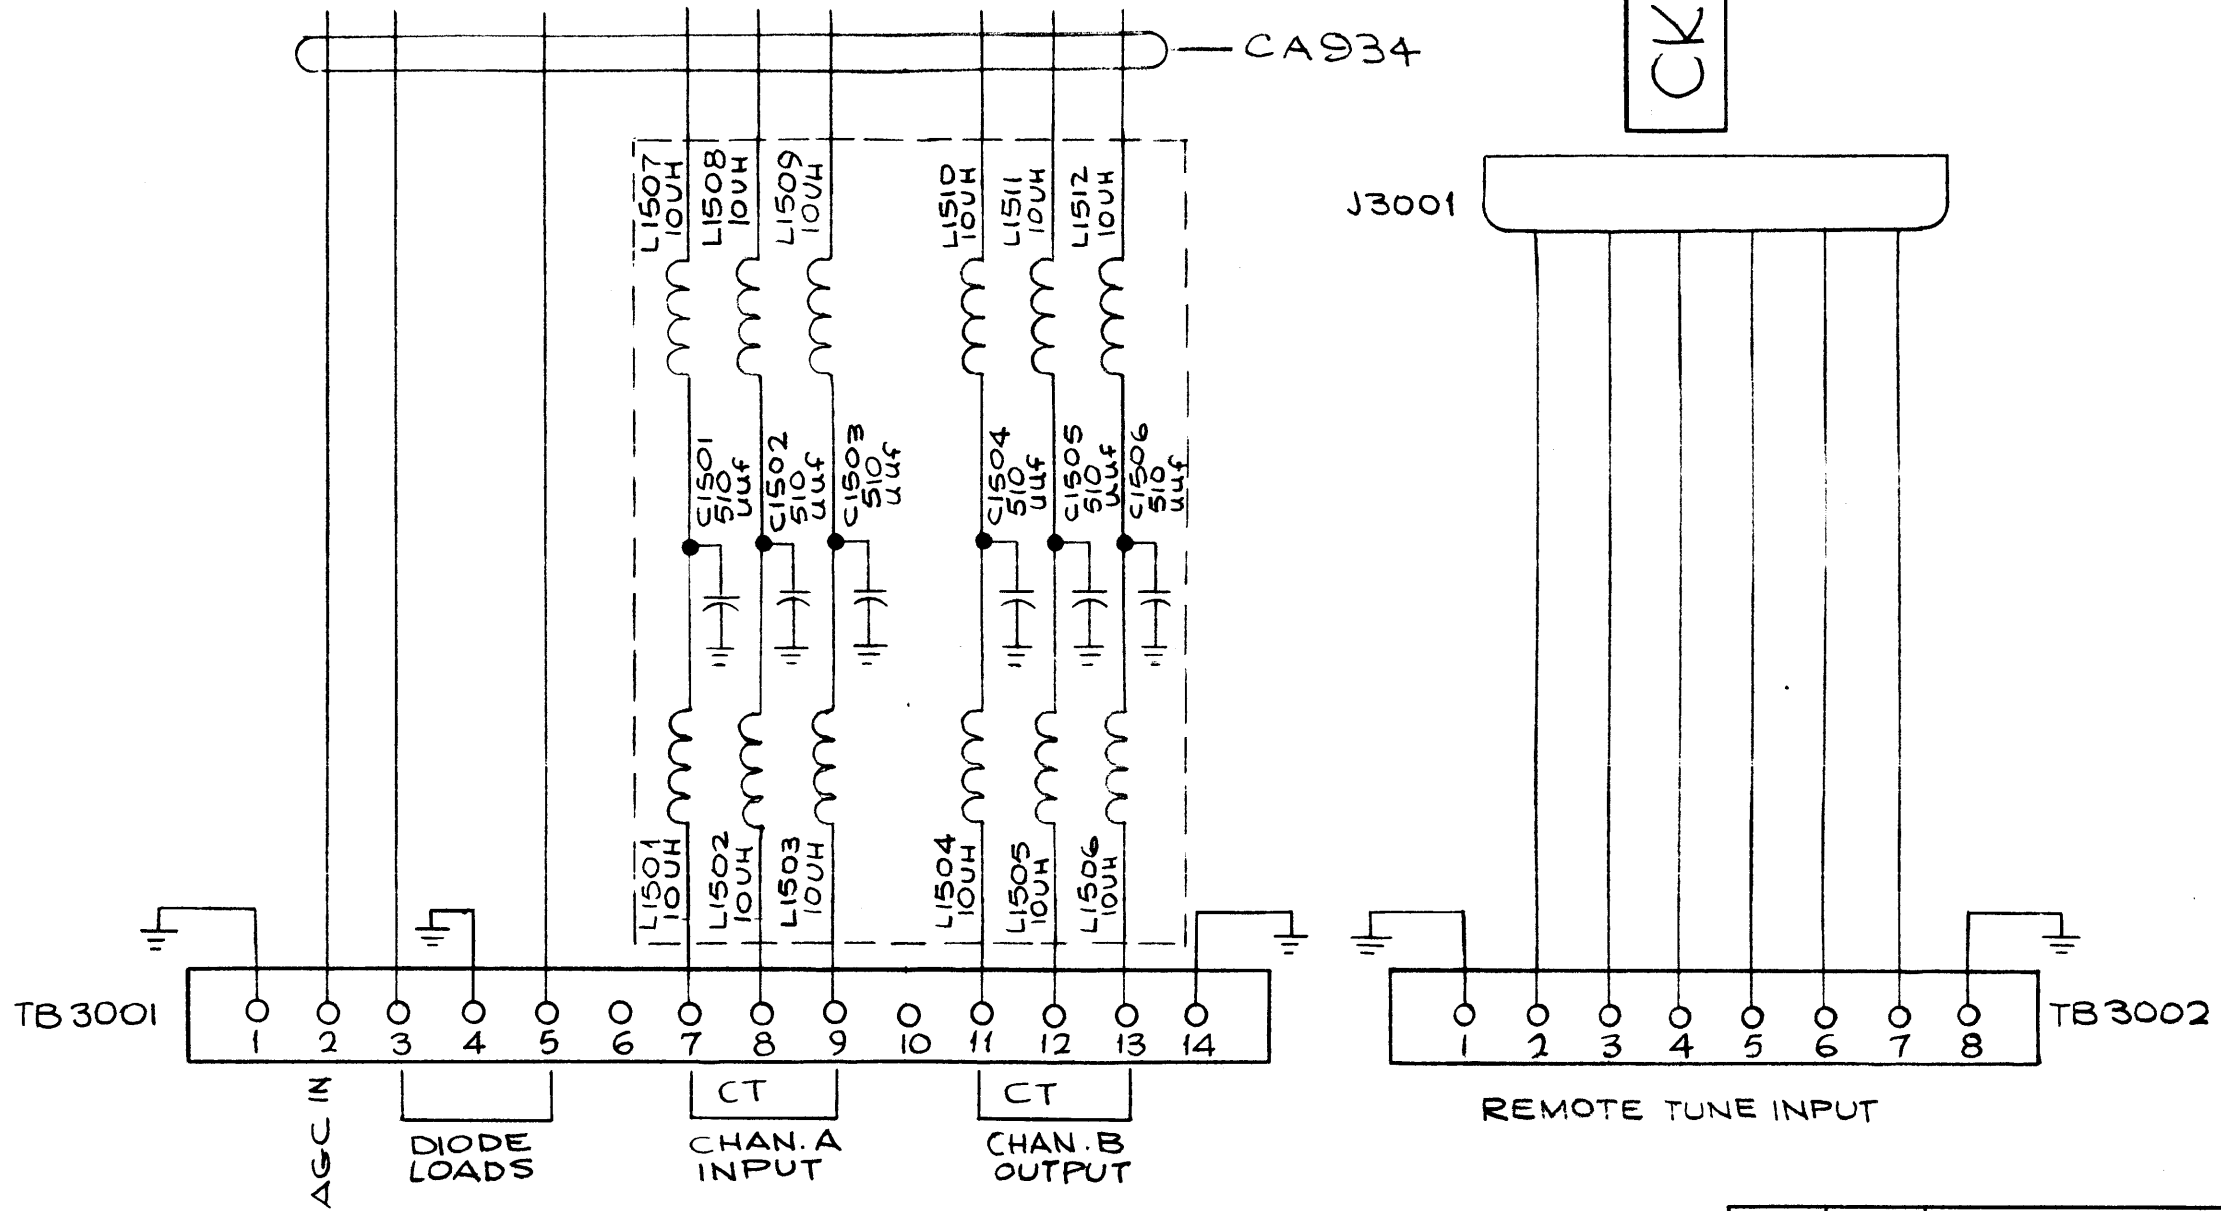 CA934
CK
J3001
L1507
10UH
L1508
10UH
L1509
10UH
L1510
10UH
L1511
10UH
L1512
10UH
C1501
510
uuf
C1502
510
uuf
C1503
510
uuf
C1504
510
uuf
C1505
510
uuf
C1506
510
uuf
L1501
10UH
L1502
10UH
L1503
10UH
L1504
10UH
L1505
10UH
L1506
10UH
TB3001
1 2 3 4 5 6 7 8 9 10 11 12 13 14
TB3002
1 2 3 4 5 6 7 8
AGC IN
DIODE
LOADS
CT
CHAN. A
INPUT
CT
CHAN. B
OUTPUT
REMOTE TUNE INPUT